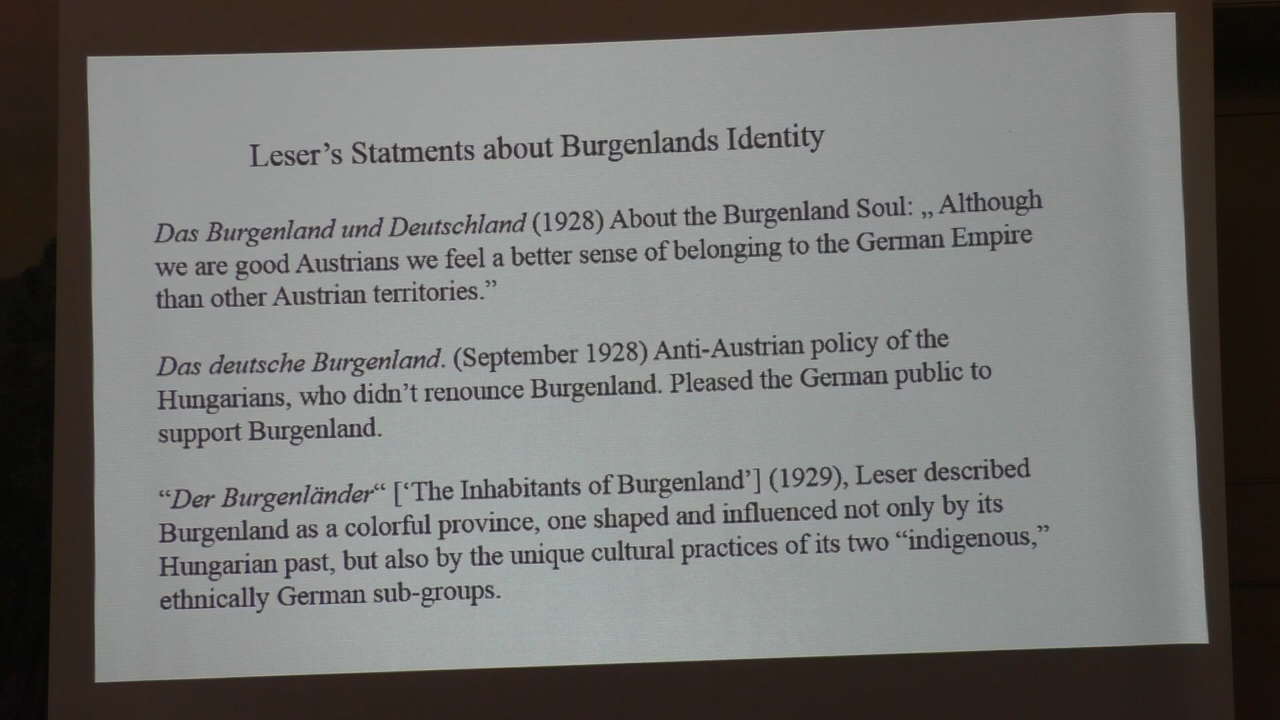 Leser’s Statments about Burgenlands Identity
Das Burgenland und Deutschland (1928) About the Burgenland Soul: „ Although
we are good Austrians we feel a better sense of belonging to the German Empire
than other Austrian territories.”
Das deutsche Burgenland. (September 1928) Anti-Austrian policy of the
Hungarians, who didn’t renounce Burgenland. Pleased the German public to
support Burgenland.
“Der Burgenländer“ [‘The Inhabitants of Burgenland’] (1929), Leser described
Burgenland as a colorful province, one shaped and influenced not only by its
Hungarian past, but also by the unique cultural practices of its two “indigenous,”
ethnically German sub-groups.